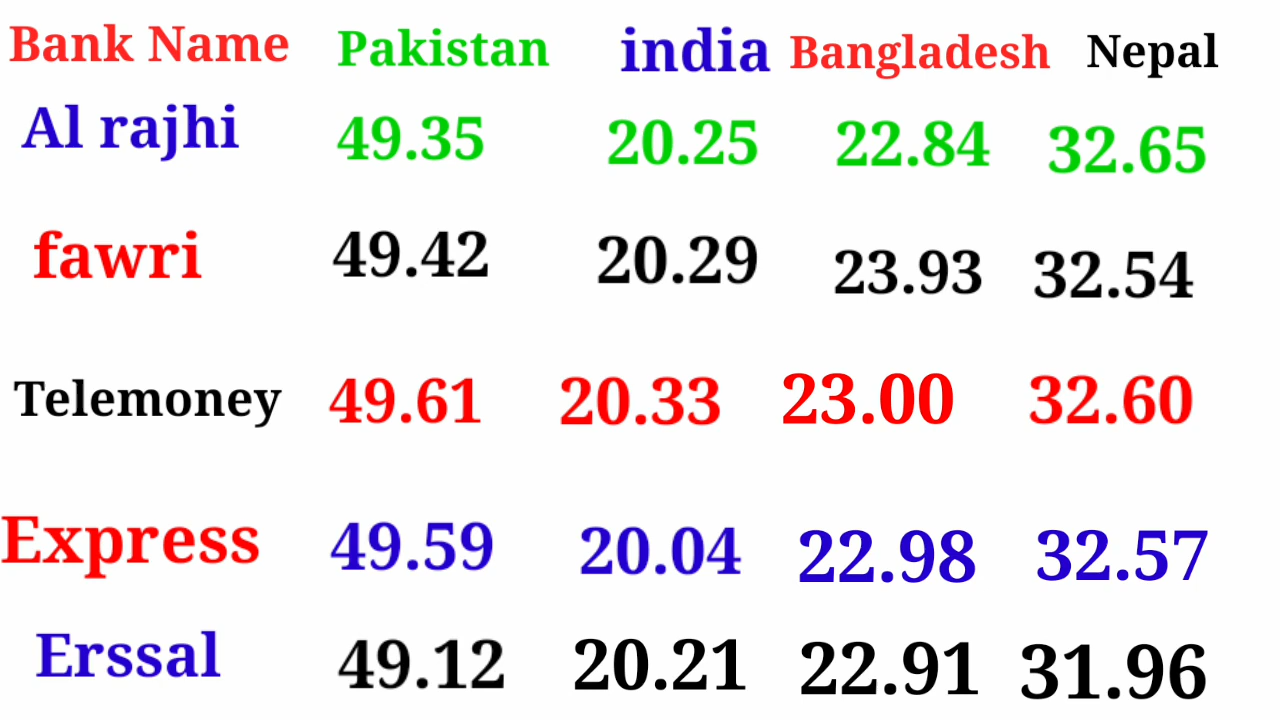 Bank Name Pakistan india Bangladesh Nepal
Al rajhi 49.35 20.25 22.84 32.65
fawri 49.42 20.29 23.93 32.54
Telemoney 49.61 20.33 23.00 32.60
Express 49.59 20.04 22.98 32.57
Erssal 49.12 20.21 22.91 31.96